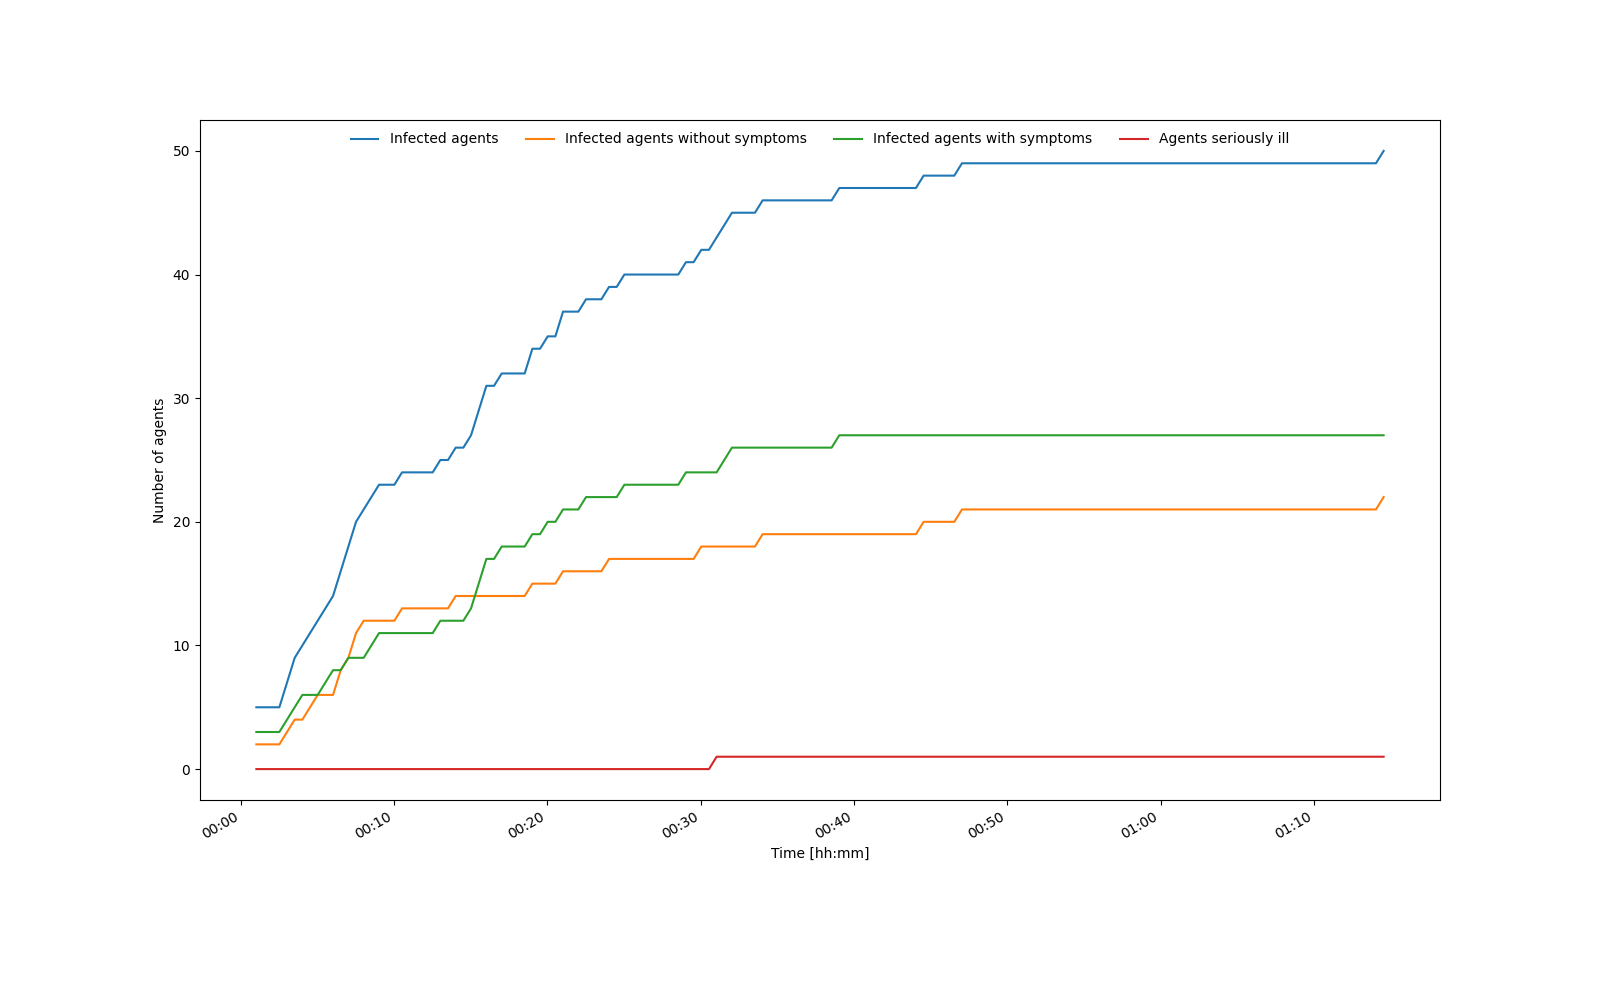 Infected agents Infected agents without symptoms Infected agents with symptoms Agents seriously ill
50
40
30
20
10
0
Number of agents
00:00 00:10 00:20 00:30 00:40 00:50 01:00 01:10
Time [hh:mm]